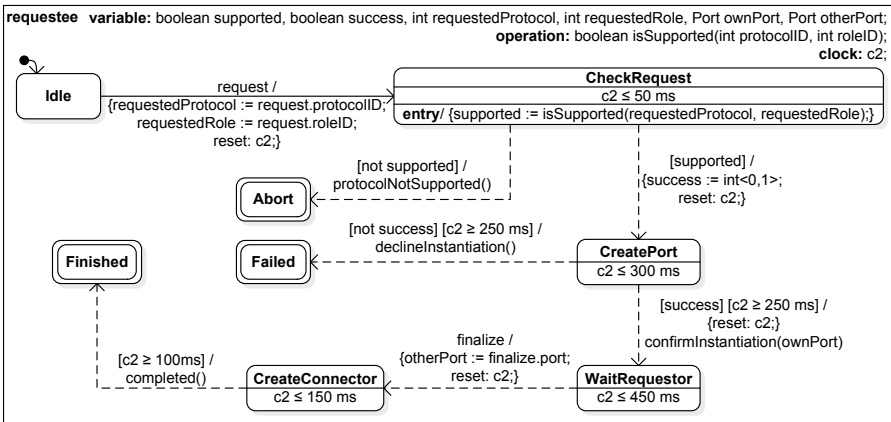 requestee variable: boolean supported, boolean success, int requestedProtocol, int requestedRole, Port ownPort, Port otherPort;
operation: boolean isSupported(int protocolID, int roleID);
clock: c2;
Idle
request /
{requestedProtocol := request.protocolID;
requestedRole := request.roleID;
reset: c2;}
CheckRequest
c2 ≤ 50 ms
entry/ {supported := isSupported(requestedProtocol, requestedRole);}
[not supported] /
protocolNotSupported()
[supported] /
{success := int<0,1>;
reset: c2;}
Abort
[not success] [c2 ≥ 250 ms] /
declineInstantiation()
Finished
Failed
CreatePort
c2 ≤ 300 ms
[success] [c2 ≥ 250 ms] /
{reset: c2;}
confirmInstantiation(ownPort)
finalize /
{otherPort := finalize.port;
reset: c2;}
[c2 ≥ 100ms] /
completed()
CreateConnector
c2 ≤ 150 ms
WaitRequestor
c2 ≤ 450 ms